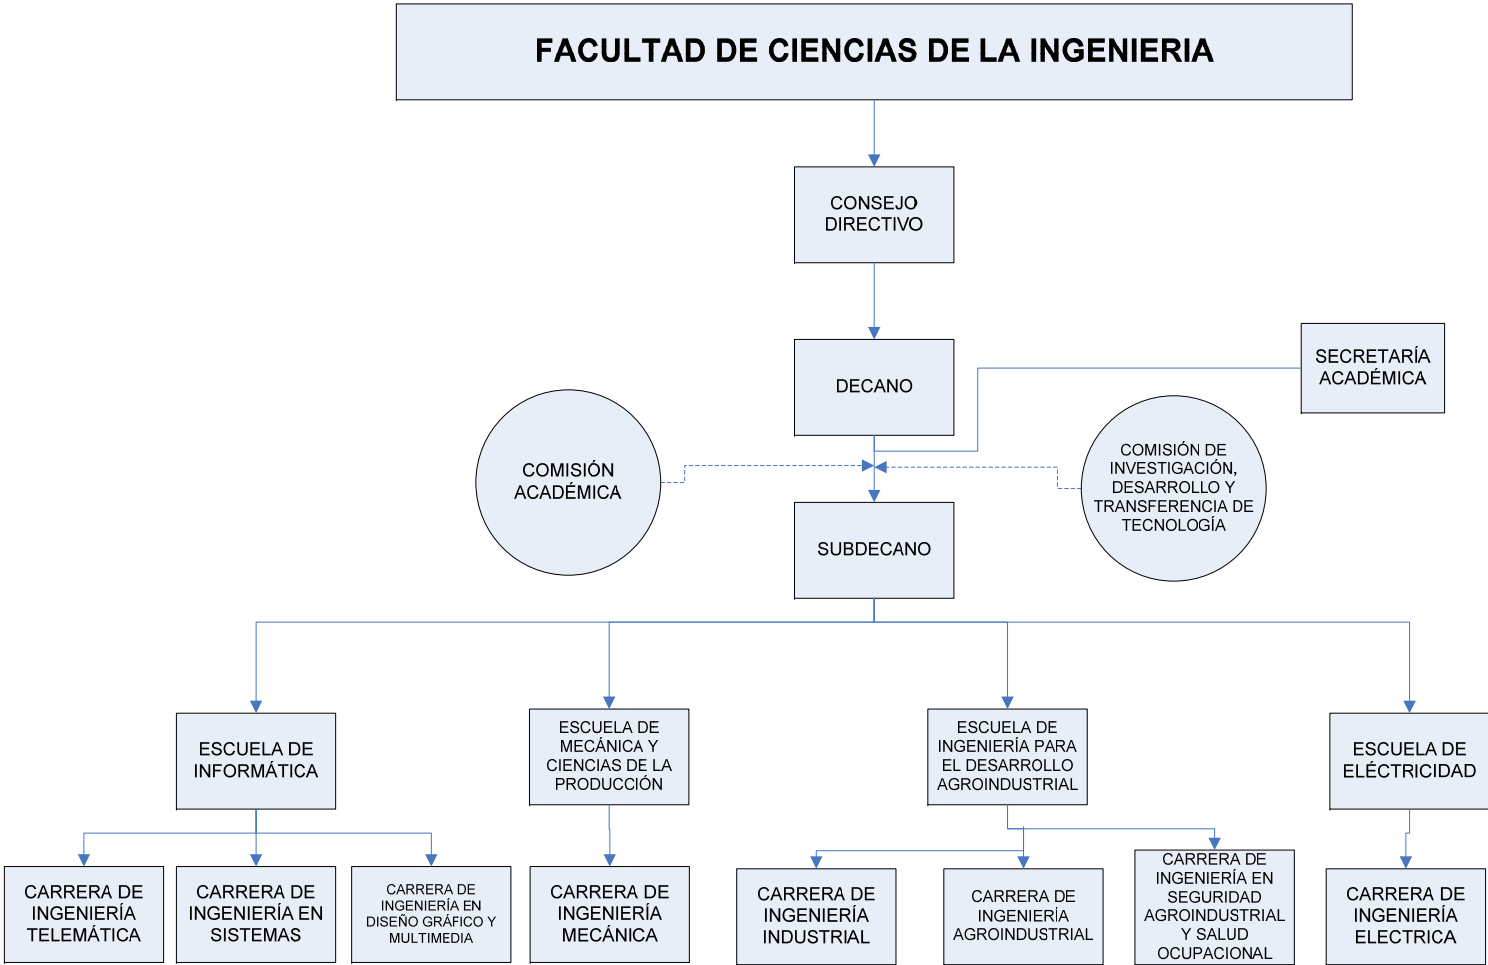 FACULTAD DE CIENCIAS DE LA INGENIERIA
CONSEJO
DIRECTIVO
DECANO
SECRETARÍA
ACADÉMICA
COMISIÓN
ACADÉMICA
COMISIÓN DE
INVESTIGACIÓN,
DESARROLLO Y
TRANSFERENCIA DE
TECNOLOGÍA
SUBDECANO
ESCUELA DE
INFORMÁTICA
ESCUELA DE
MECÁNICA Y
CIENCIAS DE LA
PRODUCCIÓN
ESCUELA DE
INGENIERÍA PARA
EL DESARROLLO
AGROINDUSTRIAL
ESCUELA DE
ELÉCTRICIDAD
CARRERA DE
INGENIERÍA
TELEMÁTICA
CARRERA DE
INGENIERÍA EN
SISTEMAS
CARRERA DE
INGENIERÍA EN
DISEÑO GRÁFICO Y
MULTIMEDIA
CARRERA DE
INGENIERÍA
MECÁNICA
CARRERA DE
INGENIERÍA
INDUSTRIAL
CARRERA DE
INGENIERÍA
AGROINDUSTRIAL
CARRERA DE
INGENIERÍA EN
SEGURIDAD
AGROINDUSTRIAL
Y SALUD
OCUPACIONAL
CARRERA DE
INGENIERÍA
ELECTRICA